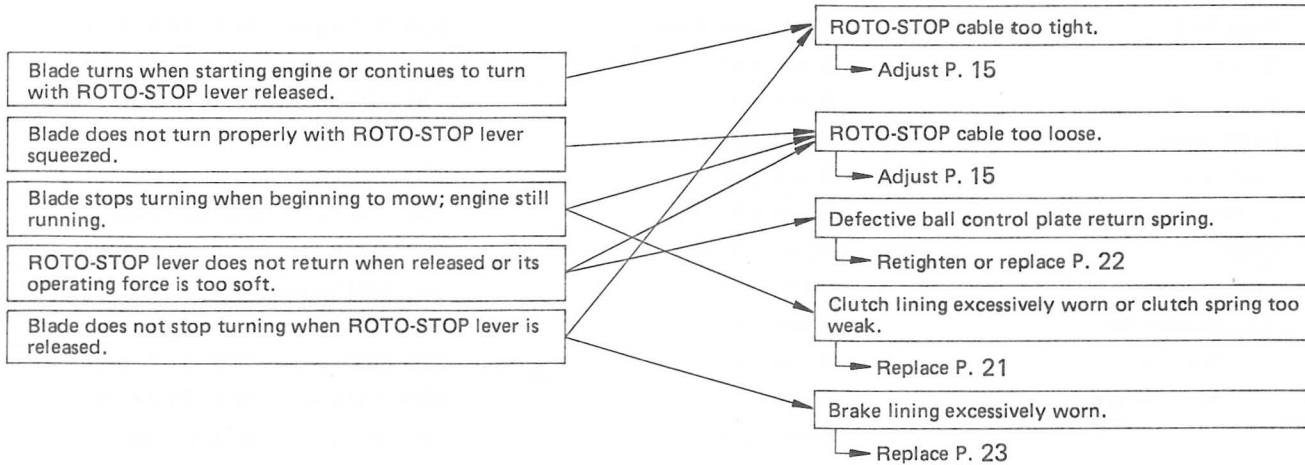 Blade turns when starting engine or continues to turn
with ROTO-STOP lever released.
Blade does not turn properly with ROTO-STOP lever
squeezed.
Blade stops turning when beginning to mow; engine still
running.
ROTO-STOP lever does not return when released or its
operating force is too soft.
Blade does not stop turning when ROTO-STOP lever is
released.
ROTO-STOP cable too tight.
Adjust P. 15
ROTO-STOP cable too loose.
Adjust P. 15
Defective ball control plate return spring.
Retighten or replace P. 22
Clutch lining excessively worn or clutch spring too
weak.
Replace P. 21
Brake lining excessively worn.
Replace P. 23